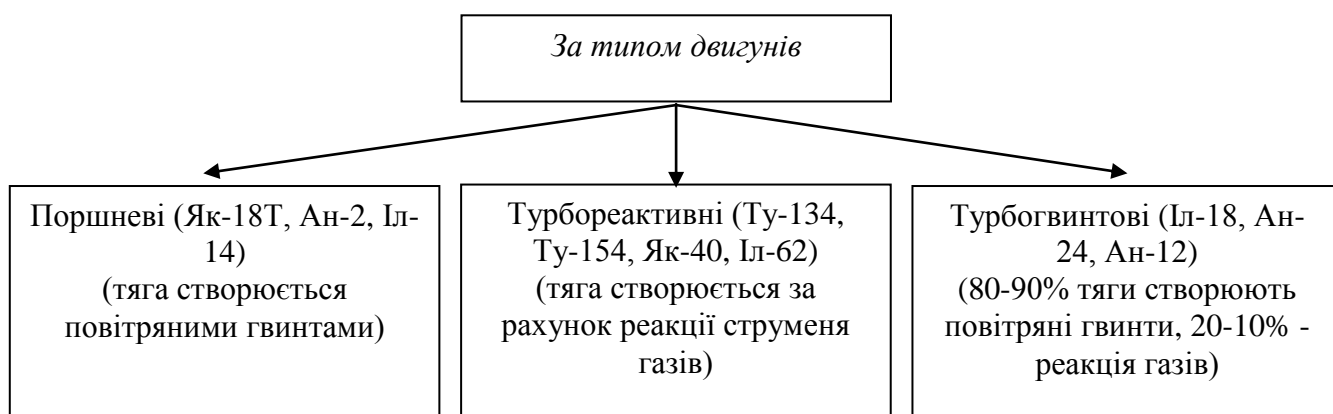 За типом двигунів
Поршневі (Як-18Т, Ан-2, Іл-
14)
(тяга створюється
повітряними гвинтами)
Турбореактивні (Ту-134,
Ту-154, Як-40, Іл-62)
(тяга створюється за
рахунок реакції струменя
газів)
Турбогвинтові (Іл-18, Ан-
24, Ан-12)
(80-90% тяги створюють
повітряні гвинти, 20-10% -
реакція газів)